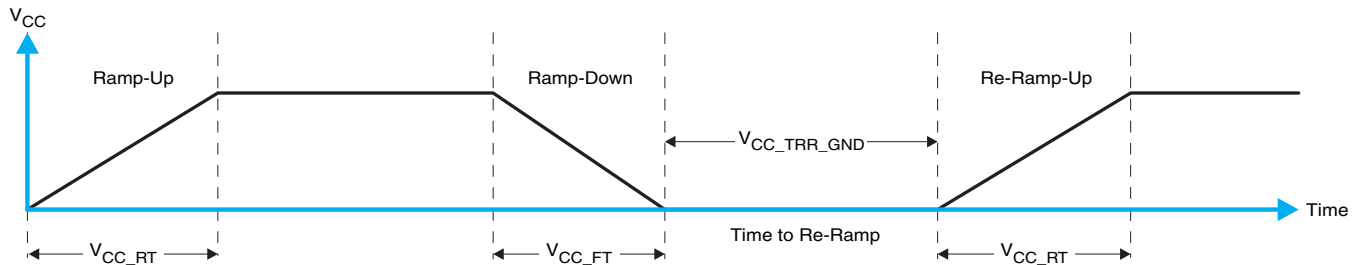 VCC
Ramp-Up
Ramp-Down
Re-Ramp-Up
VCC_TRR_GND
Time
Time to Re-Ramp
VCC_RT
VCC_FT
VCC_RT